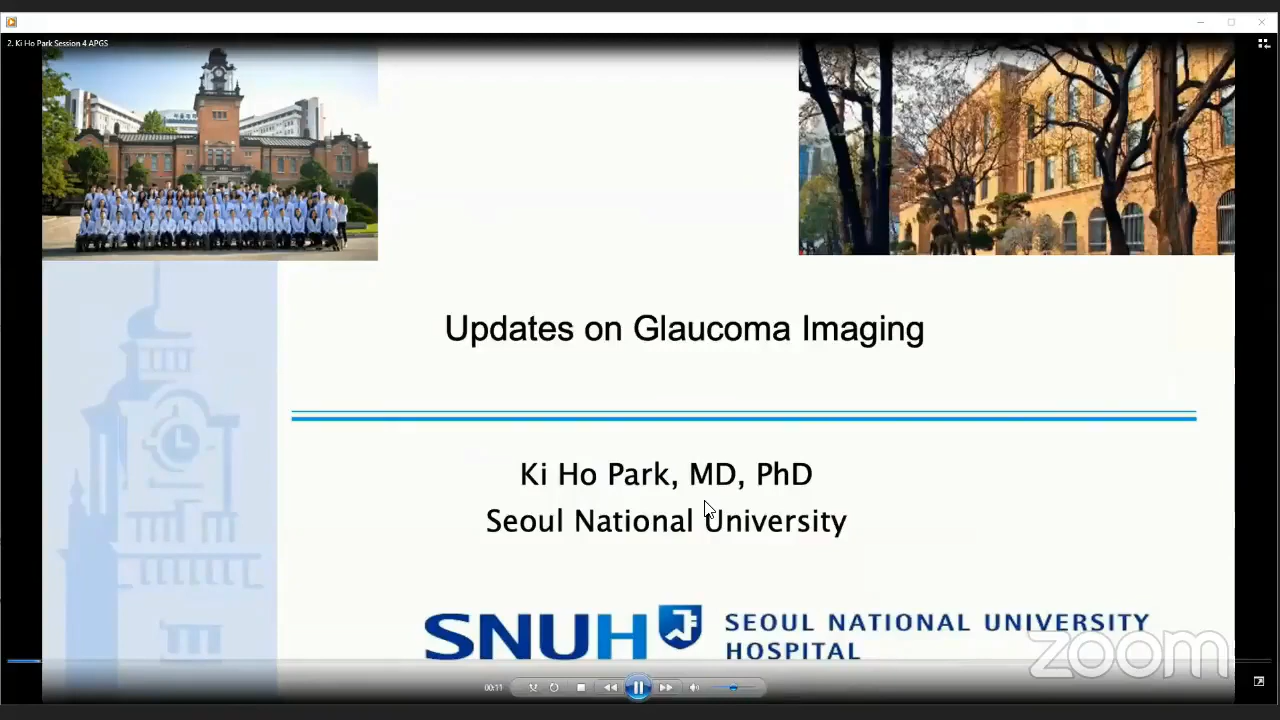 2. Ki Ho Park Session 4 APGS
Updates on Glaucoma Imaging
Ki Ho Park, MD, PhD
Seoul National University
SNUH
SEOUL NATIONAL UNIVERSITY
HOSPITAL
zoom
00:11